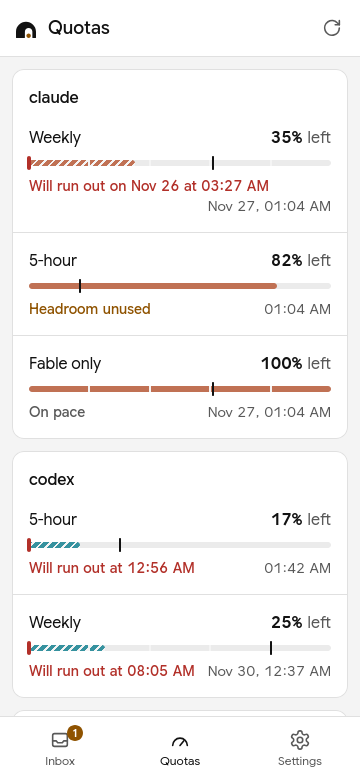 Quotas
claude
Weekly
35% left
Will run out on Nov 26 at 03:27 AM
Nov 27, 01:04 AM
5-hour
82% left
Headroom unused
01:04 AM
Fable only
100% left
On pace
Nov 27, 01:04 AM
codex
5-hour
17% left
Will run out at 12:56 AM
01:42 AM
Weekly
25% left
Will run out at 08:05 AM
Nov 30, 12:37 AM
1
Inbox
Quotas
Settings